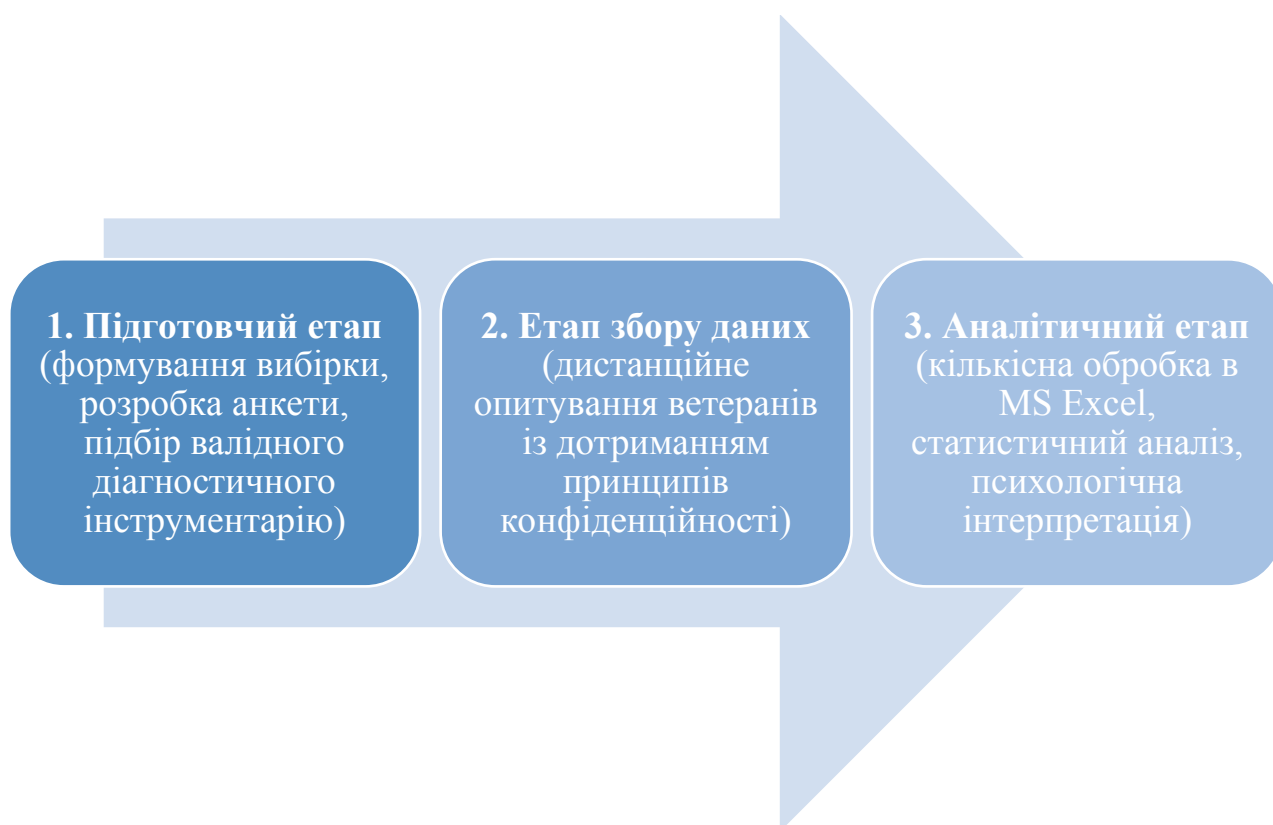 1. Підготовчий етап
(формування вибірки,
розробка анкети,
підбір валідного
діагностичного
інструментарію)
2. Етап збору даних
(дистанційне
опитування ветеранів
із дотриманням
принципів
конфіденційності)
3. Аналітичний етап
(кількісна обробка в
MS Excel,
статистичний аналіз,
психологічна
інтерпретація)